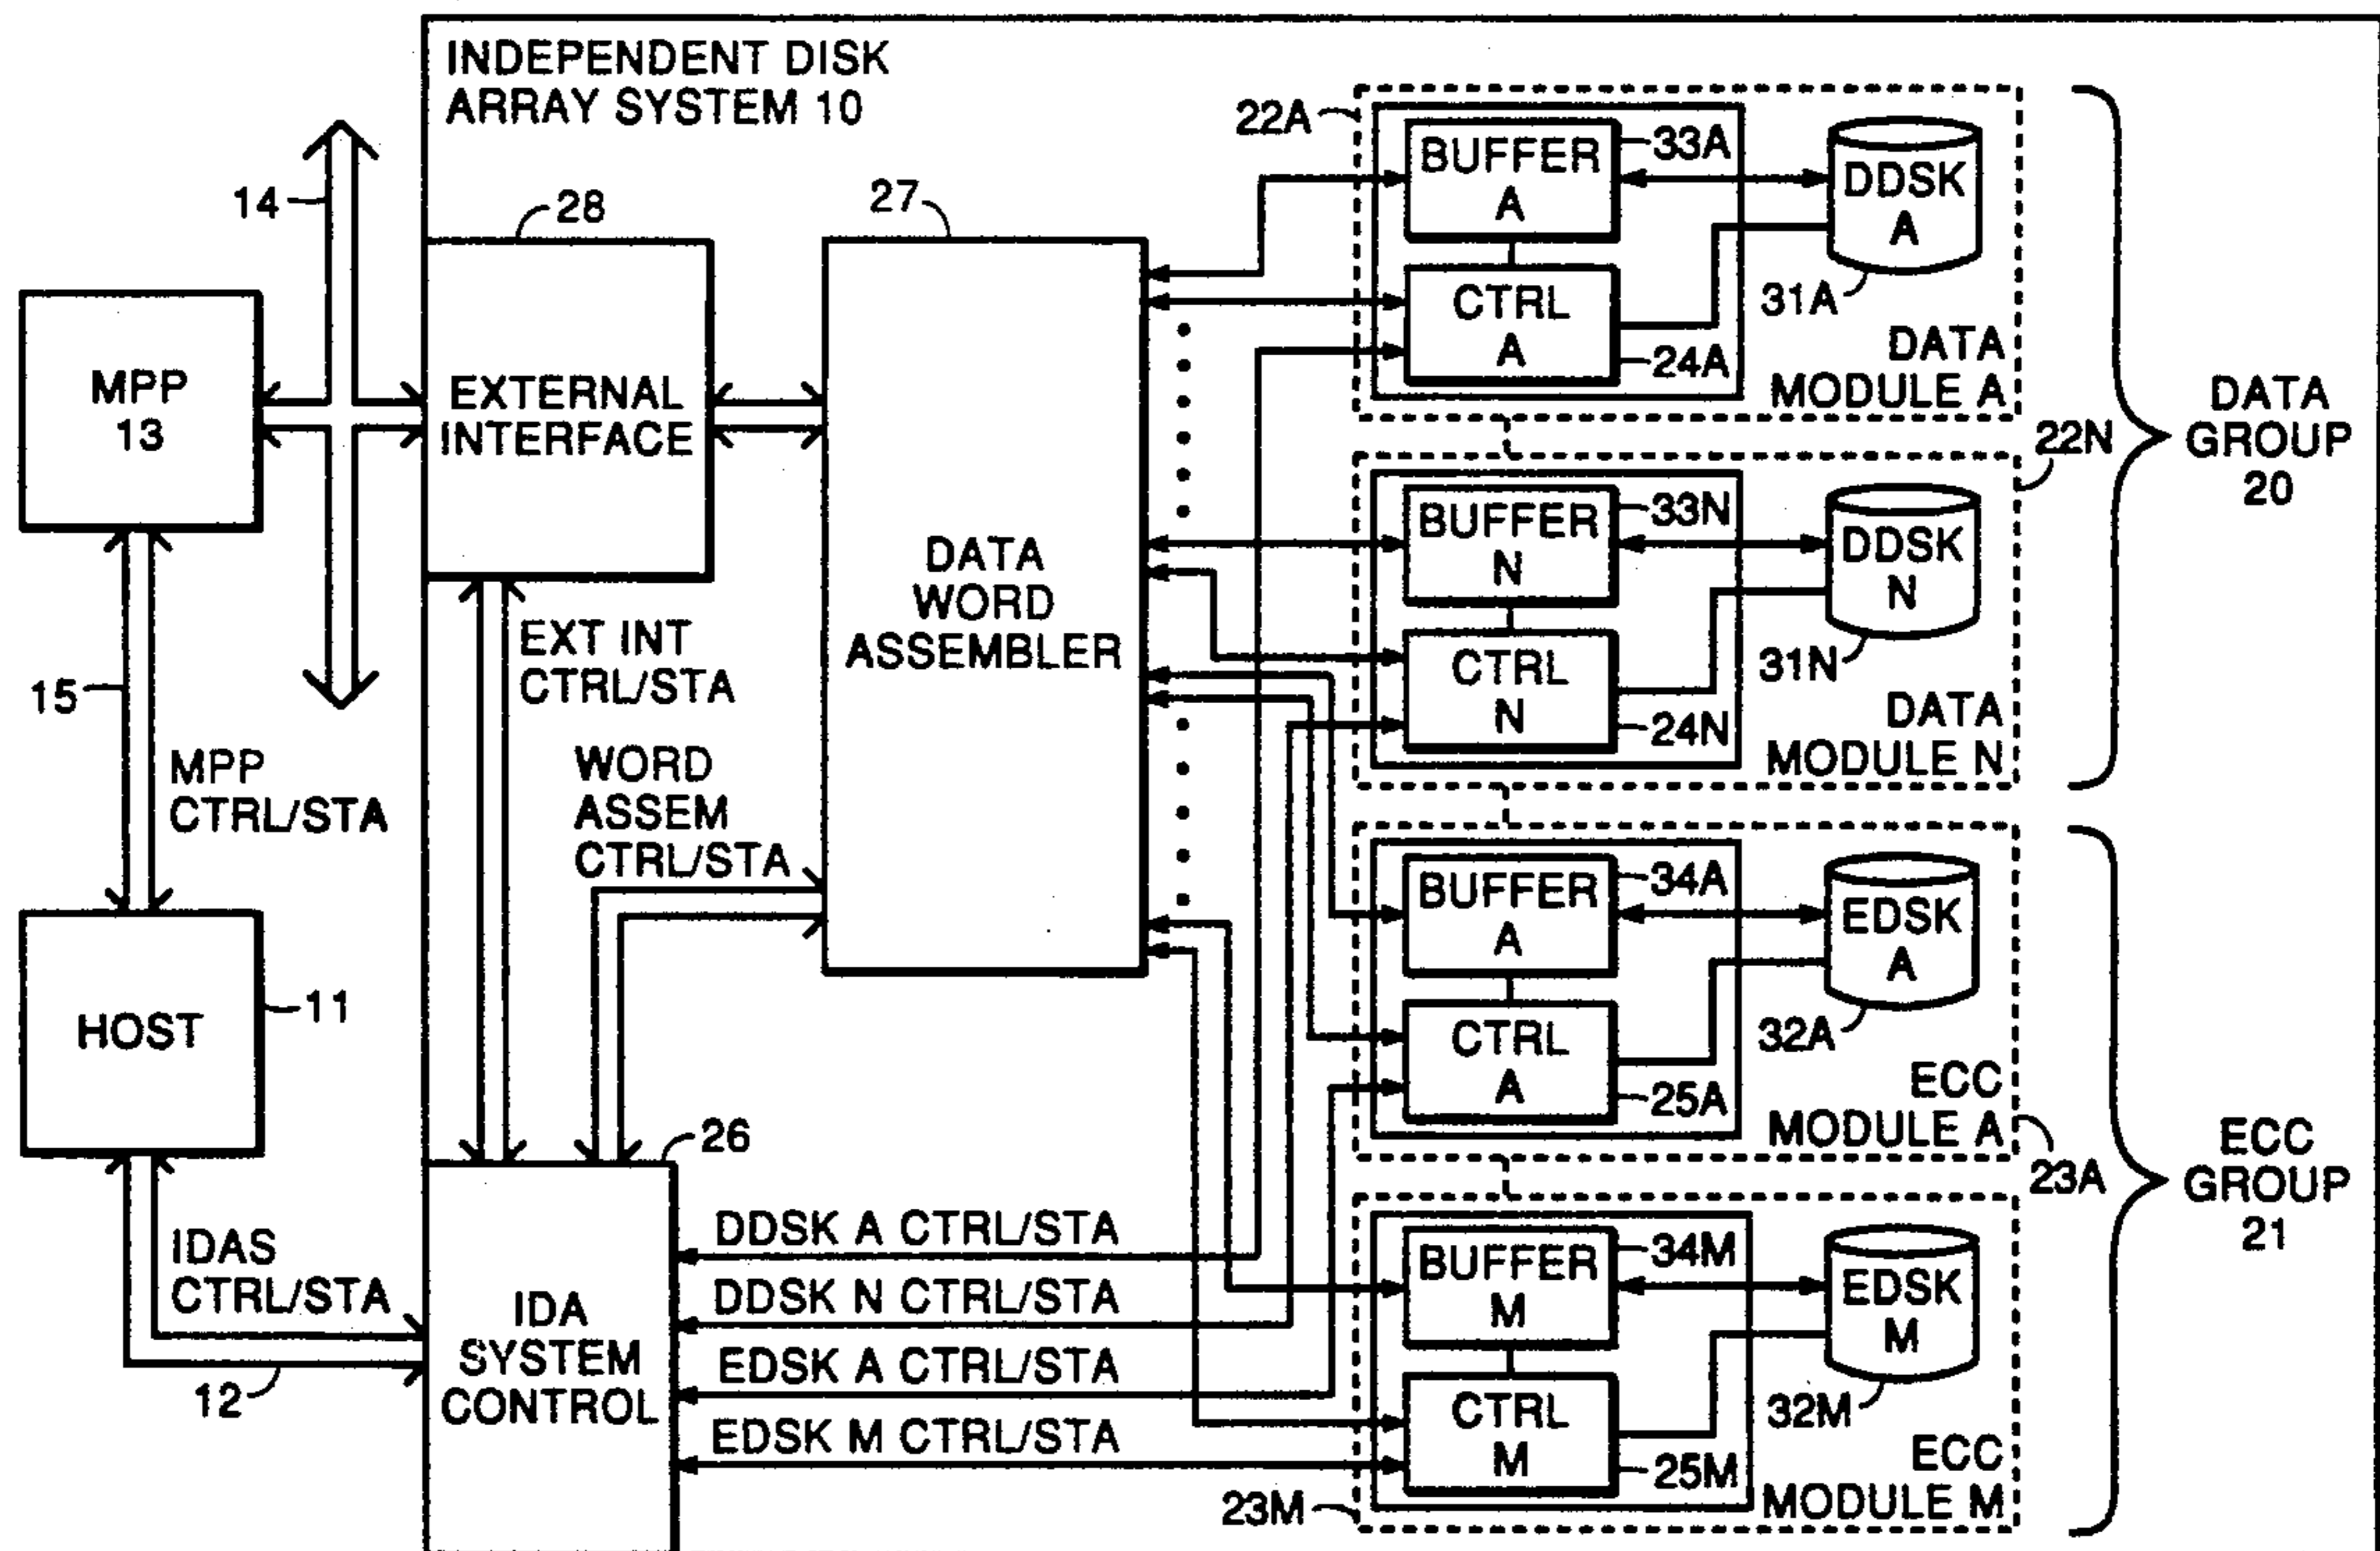 INDEPENDENT DISK
ARRAY SYSTEM 10
14
28
27
MPP
13
EXTERNAL
INTERFACE
DATA
WORD
ASSEMBLER
EXT INT
CTRL/STA
15
MPP
CTRL/STA
WORD
ASSEM
CTRL/STA
HOST
11
IDAS
CTRL/STA
12
26
IDA
SYSTEM
CONTROL
DDSK A CTRL/STA
DDSK N CTRL/STA
EDSK A CTRL/STA
EDSK M CTRL/STA
22A
BUFFER
A
33A
DDSK
A
31A
CTRL
A
24A
DATA
MODULE A
22N
BUFFER
N
33N
DDSK
N
31N
CTRL
N
24N
DATA
MODULE N
DATA
GROUP
20
BUFFER
A
34A
EDSK
A
32A
CTRL
A
25A
ECC
MODULE A
23A
BUFFER
M
34M
EDSK
M
32M
CTRL
M
25M
ECC
MODULE M
23M
ECC
GROUP
21